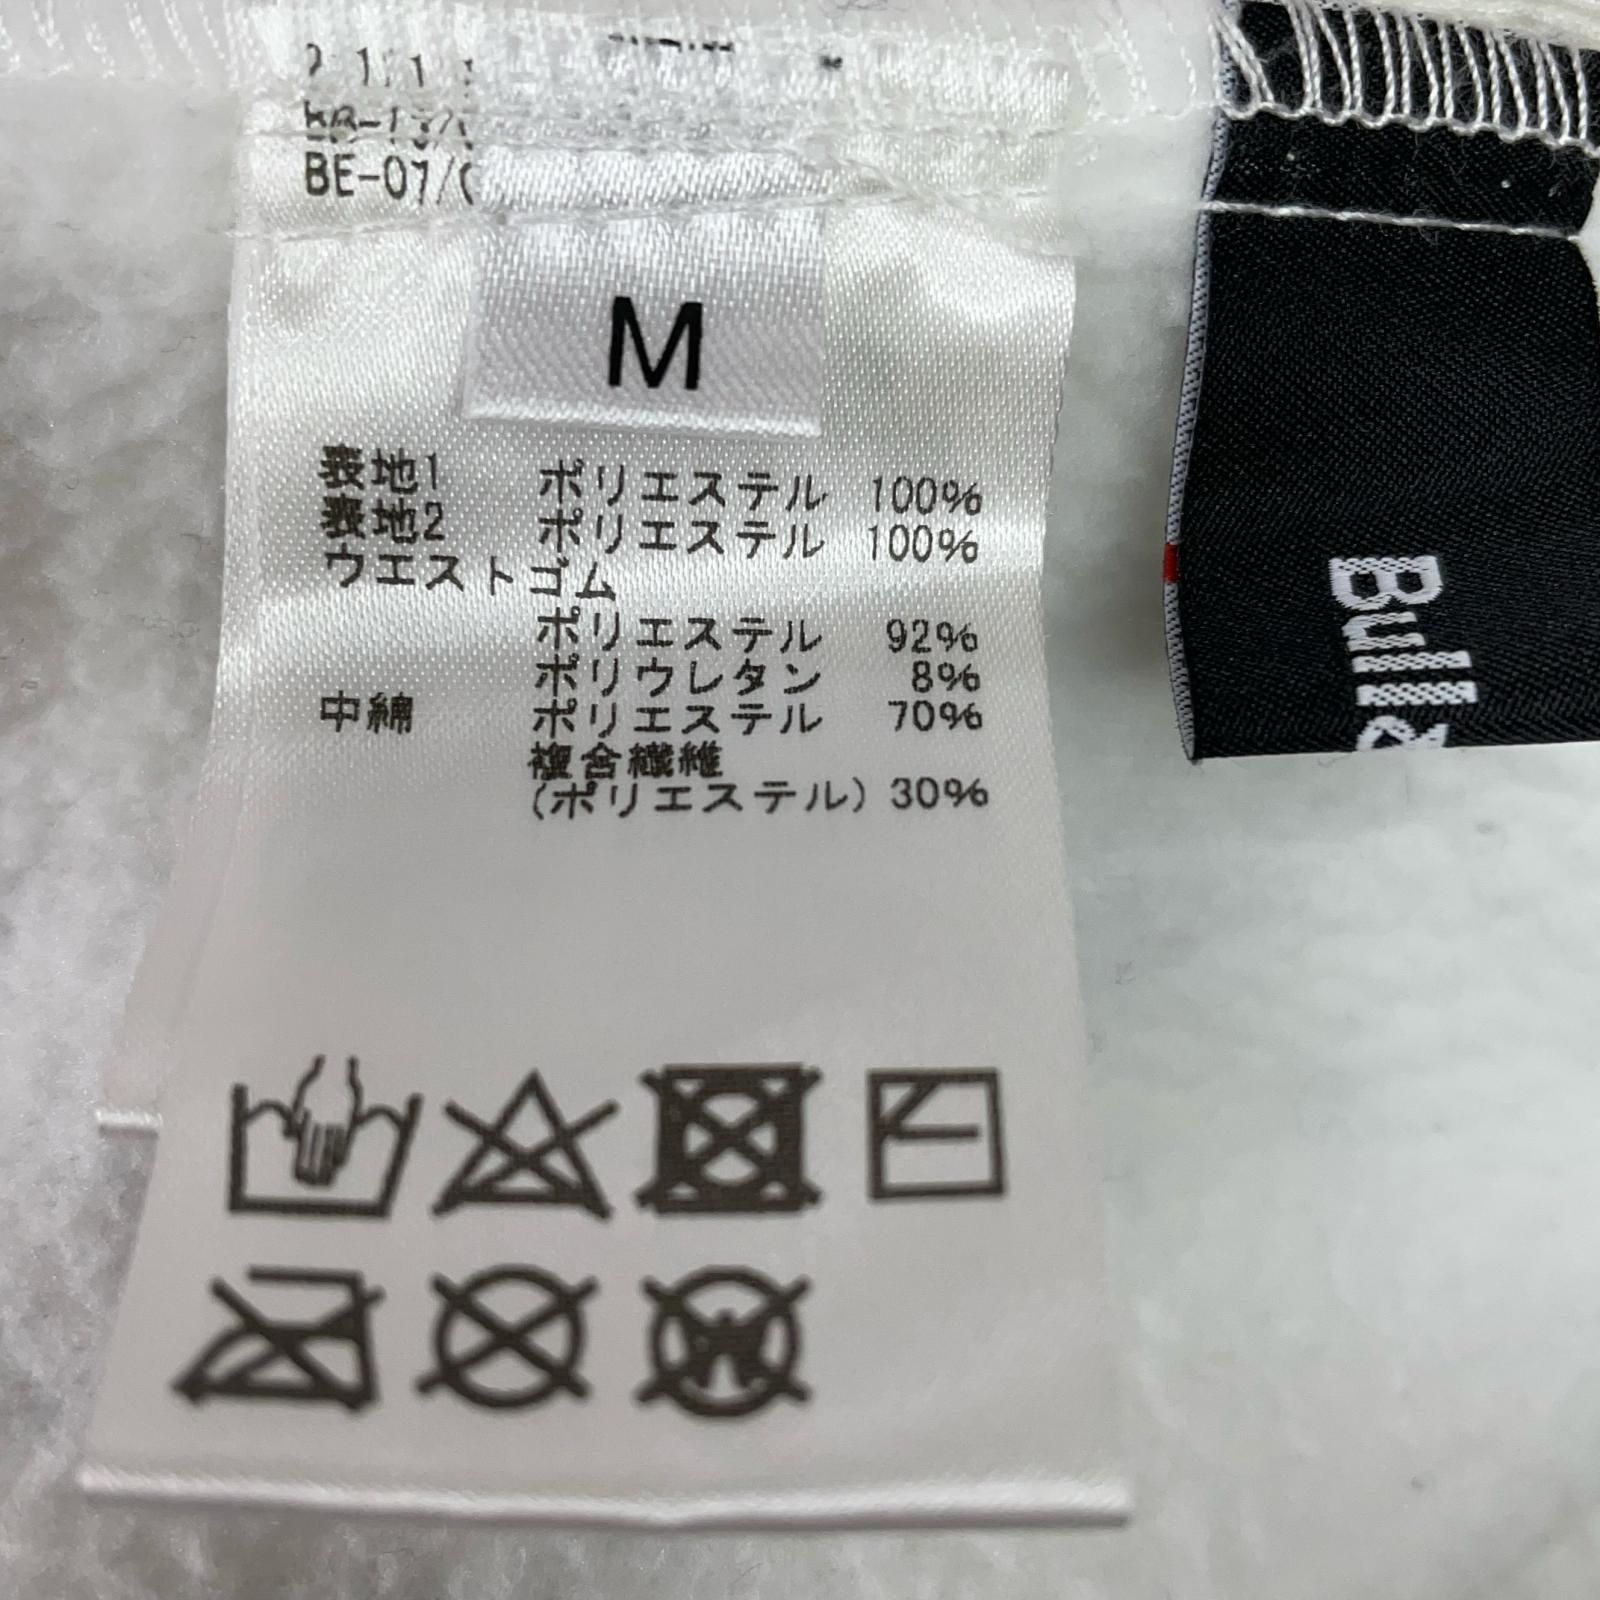 BE-07/
M
表地1 ポリエステル 100%
表地2 ポリエステル 100%
ウエストゴム
ポリエステル 92%
ポリウレタン 8%
中綿 ポリエステル 70%
複合繊維
(ポリエステル) 30%
Bull